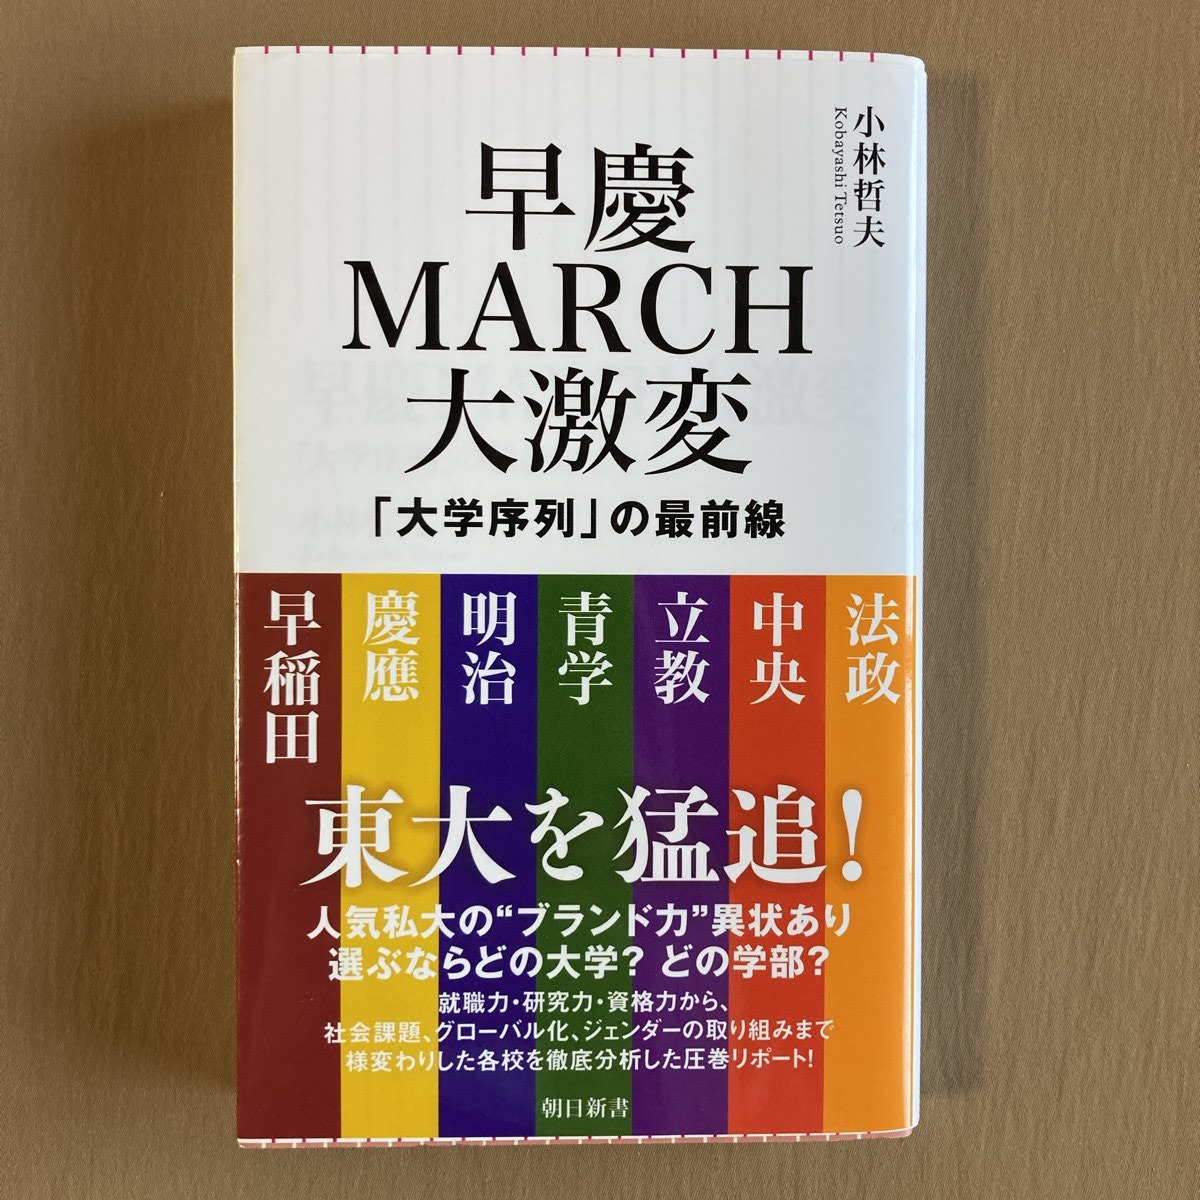 小林哲夫
Kobayashi Tetsuo
早慶
MARCH
大激変
「大学序列」の最前線
早稲田
慶應
明治
青学
立教
中央
法政
東大を猛追！
人気私大の“ブランド力”異状あり
選ぶならどの大学？ どの学部？
就職力・研究力・資格力から、
社会課題、グローバル化、ジェンダーの取り組みまで
様変わりした各校を徹底分析した圧巻リポート！
朝日新書